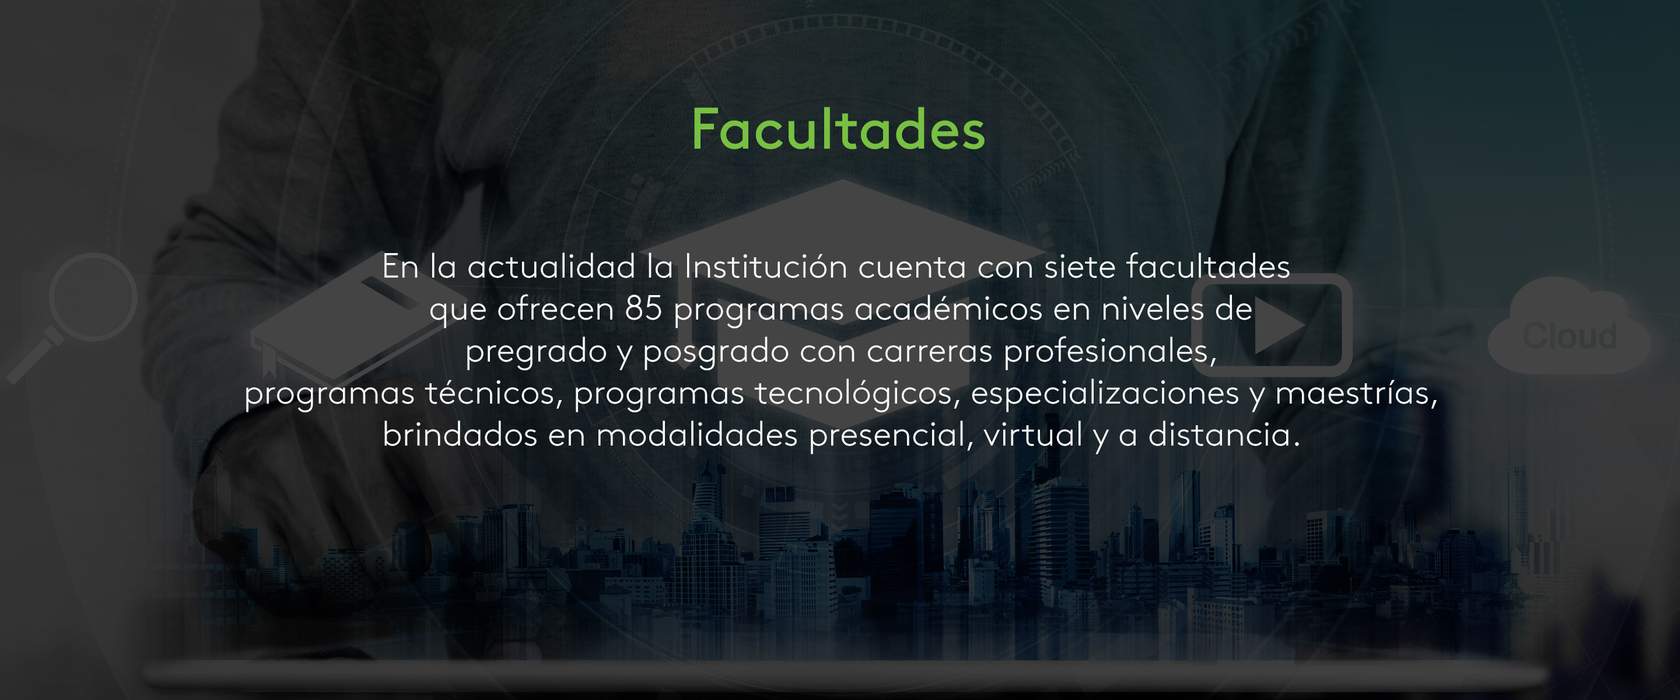 Facultades
En la actualidad la Institución cuenta con siete facultades
que ofrecen 85 programas académicos en niveles de
pregrado y posgrado con carreras profesionales,
programas técnicos, programas tecnológicos, especializaciones y maestrías,
brindados en modalidades presencial, virtual y a distancia.
Cloud